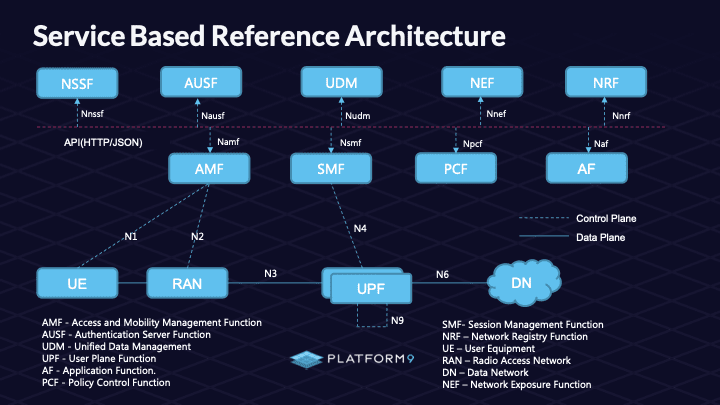 Service Based Reference Architecture
NSSF
AUSF
UDM
NEF
NRF
Nnssf
Nausf
Nudm
Nnef
Nnrf
API(HTTP/JSON)
Namf
Nsmf
Npcf
Naf
AMF
SMF
PCF
AF
Control Plane
Data Plane
N1
N2
N4
N3
N6
UE
RAN
UPF
DN
N9
AMF - Access and Mobility Management Function
AUSF - Authentication Server Function
UDM - Unified Data Management
UPF - User Plane Function
AF - Application Function.
PCF - Policy Control Function
PLATFORM9
SMF- Session Management Function
NRF – Network Registry Function
UE – User Equipment
RAN – Radio Access Network
DN – Data Network
NEF – Network Exposure Function